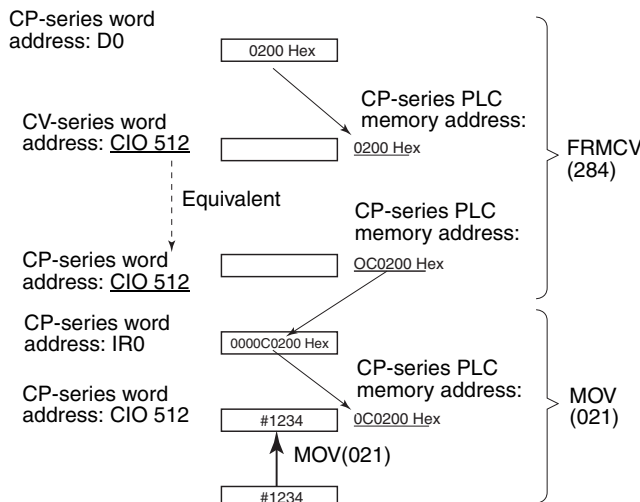 CP-series word
address: D0
0200 Hex
CP-series PLC
memory address:
CV-series word
address: CIO 512
0200 Hex
FRMCV
(284)
Equivalent
CP-series PLC
memory address:
CP-series word
address: CIO 512
OC0200 Hex
CP-series word
address: IR0
0000C0200 Hex
CP-series PLC
memory address:
MOV
(021)
CP-series word
address: CIO 512
#1234
0C0200 Hex
MOV(021)
#1234